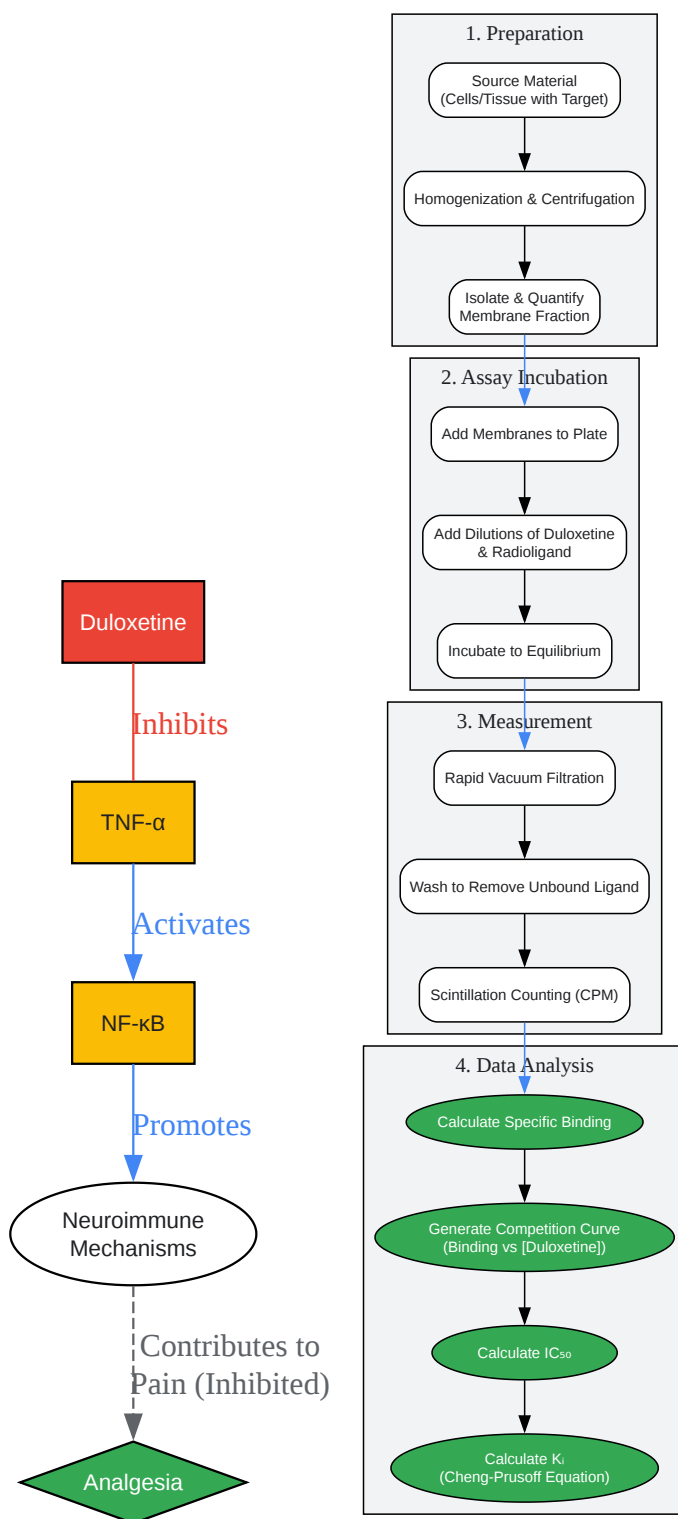 Duloxetine
Inhibits
TNF-α
Activates
NF-κB
Promotes
Neuroimmune
Mechanisms
Contributes to
Pain (Inhibited)
Analgesia
1. Preparation
Source Material
(Cells/Tissue with Target)
Homogenization & Centrifugation
Isolate & Quantify
Membrane Fraction
2. Assay Incubation
Add Membranes to Plate
Add Dilutions of Duloxetine
& Radioligand
Incubate to Equilibrium
3. Measurement
Rapid Vacuum Filtration
Wash to Remove Unbound Ligand
Scintillation Counting (CPM)
4. Data Analysis
Calculate Specific Binding
Generate Competition Curve
(Binding vs [Duloxetine])
Calculate IC₅₀
Calculate Kᵢ
(Cheng-Prusoff Equation)